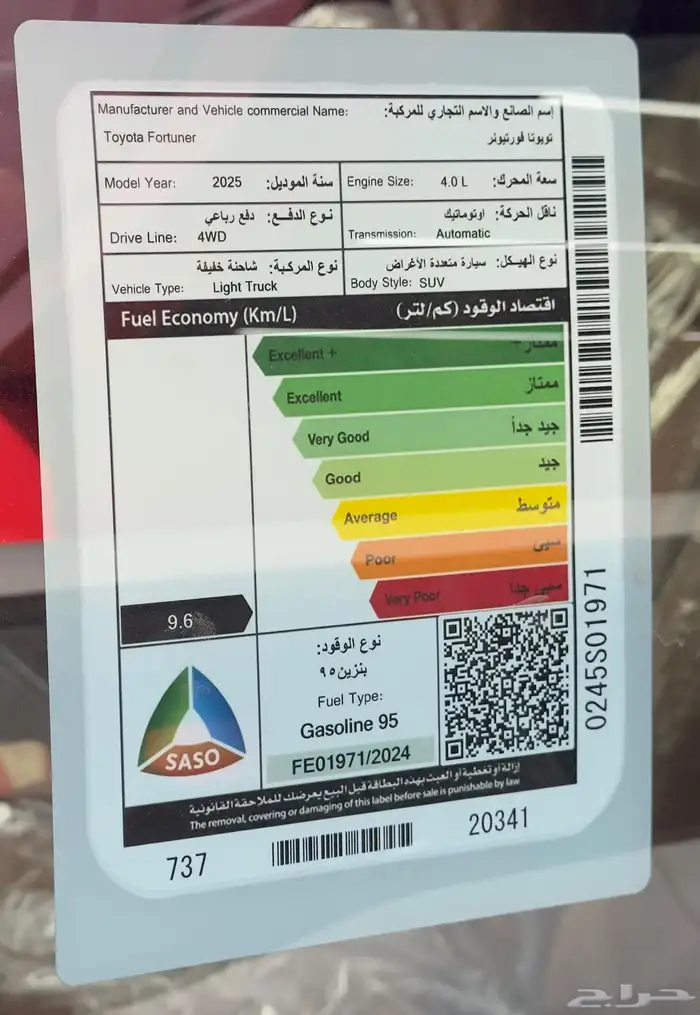 Manufacturer and Vehicle commercial Name: إسم الصانع والاسم التجاري للمركبة:
Toyota Fortuner تويوتا فورتيونر
Model Year: 2025 سنة الموديل:
Engine Size: 4.0 L سعة المحرك:
نوع الدفع: دفع رباعي
Drive Line: 4WD
ناقل الحركة: اوتوماتيك
Transmission: Automatic
نوع المركبة: شاحنة خفيفة
Vehicle Type: Light Truck
نوع الهيكل: سيارة متعددة الأغراض
Body Style: SUV
Fuel Economy (Km/L) اقتصاد الوقود (كم/لتر)
Excellent + ممتاز+
Excellent ممتاز
Very Good جيد جداً
Good جيد
Average متوسط
Poor سيئ
Very Poor سيئ جدا
9.6
SASO
نوع الوقود:
بنزين ٩٥
Fuel Type:
Gasoline 95
FE01971/2024
0245S01971
إزالة أو تغطية أو العبث بهذه البطاقة قبل البيع يعرضك للملاحقة القانونية
The removal, covering or damaging of this label before sale is punishable by law
737
20341
حراج